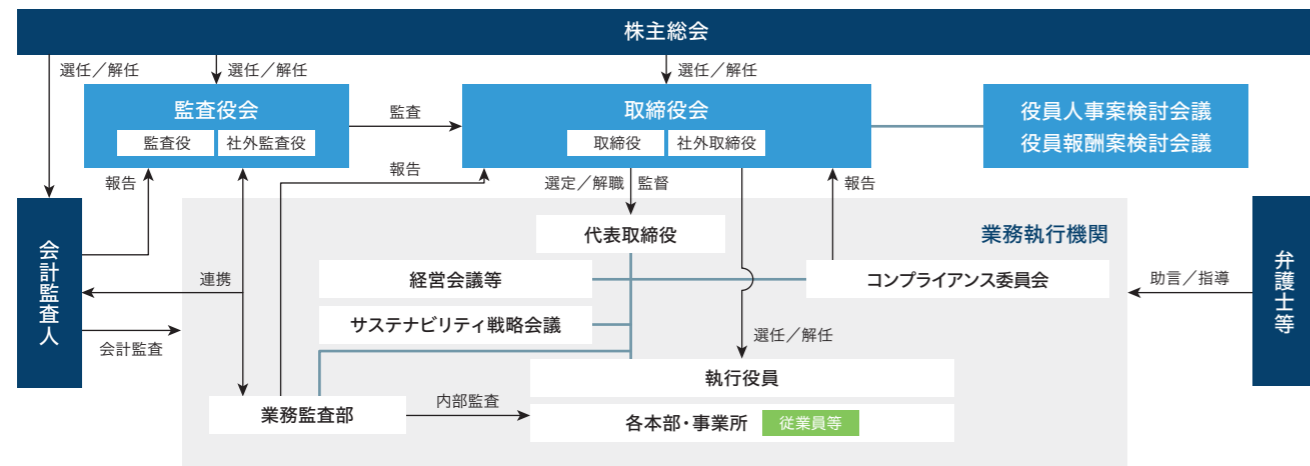 株主総会
選任／解任
選任／解任
選任／解任
監査役会
監査役
社外監査役
監査
取締役会
取締役
社外取締役
役員人事案検討会議
役員報酬案検討会議
報告
報告
選定／解職
監督
報告
会計監査人
業務執行機関
代表取締役
連携
経営会議等
コンプライアンス委員会
助言／指導
弁護士等
サステナビリティ戦略会議
会計監査
選任／解任
執行役員
業務監査部
内部監査
各本部・事業所
従業員等